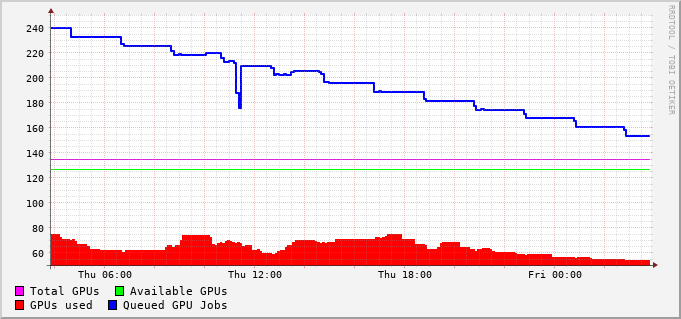 RRDTOOL / TOBI OETIKER
240
220
200
180
160
140
120
100
80
60
Thu 06:00 Thu 12:00 Thu 18:00 Fri 00:00
Total GPUs Available GPUs
GPUs used Queued GPU Jobs